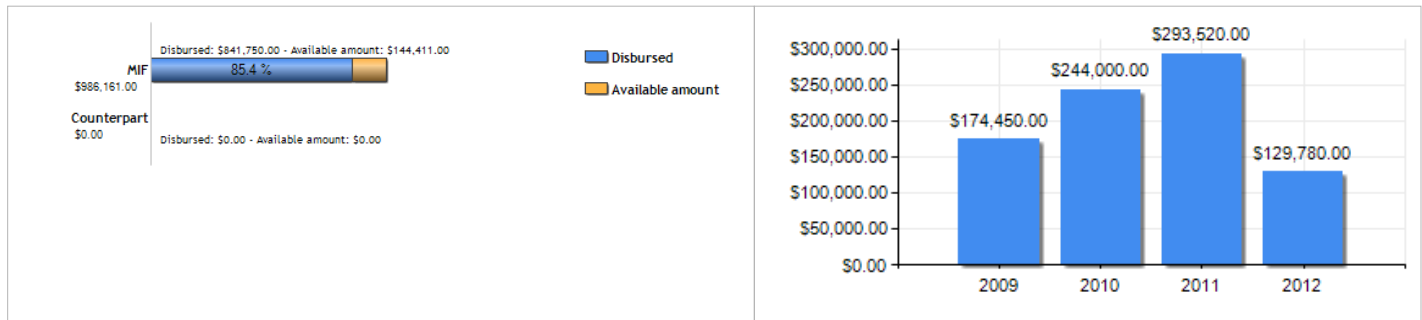 Disbursed: $841,750.00 - Available amount: $144,411.00
MIF
85.4 %
$986,161.00
Counterpart
$0.00
Disbursed: $0.00 - Available amount: $0.00
Disbursed
Available amount
$300,000.00
$250,000.00
$200,000.00
$150,000.00
$100,000.00
$50,000.00
$0.00
$174,450.00
$244,000.00
$293,520.00
$129,780.00
2009 2010 2011 2012